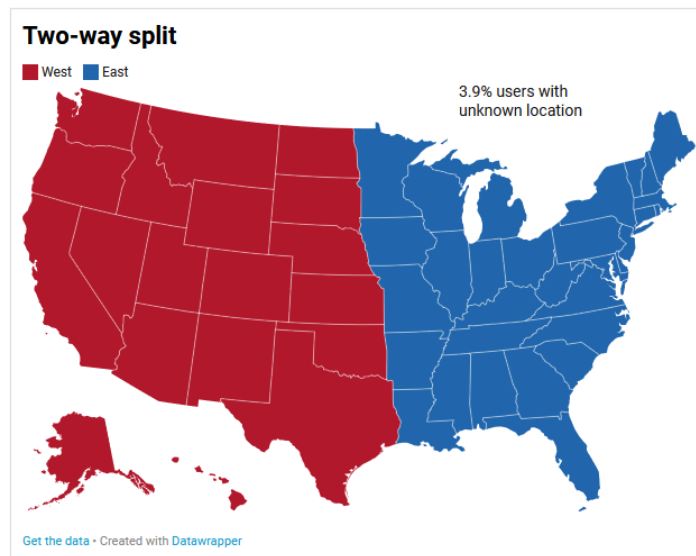 Two-way split
West East
3.9% users with
unknown location
Get the data • Created with Datawrapper